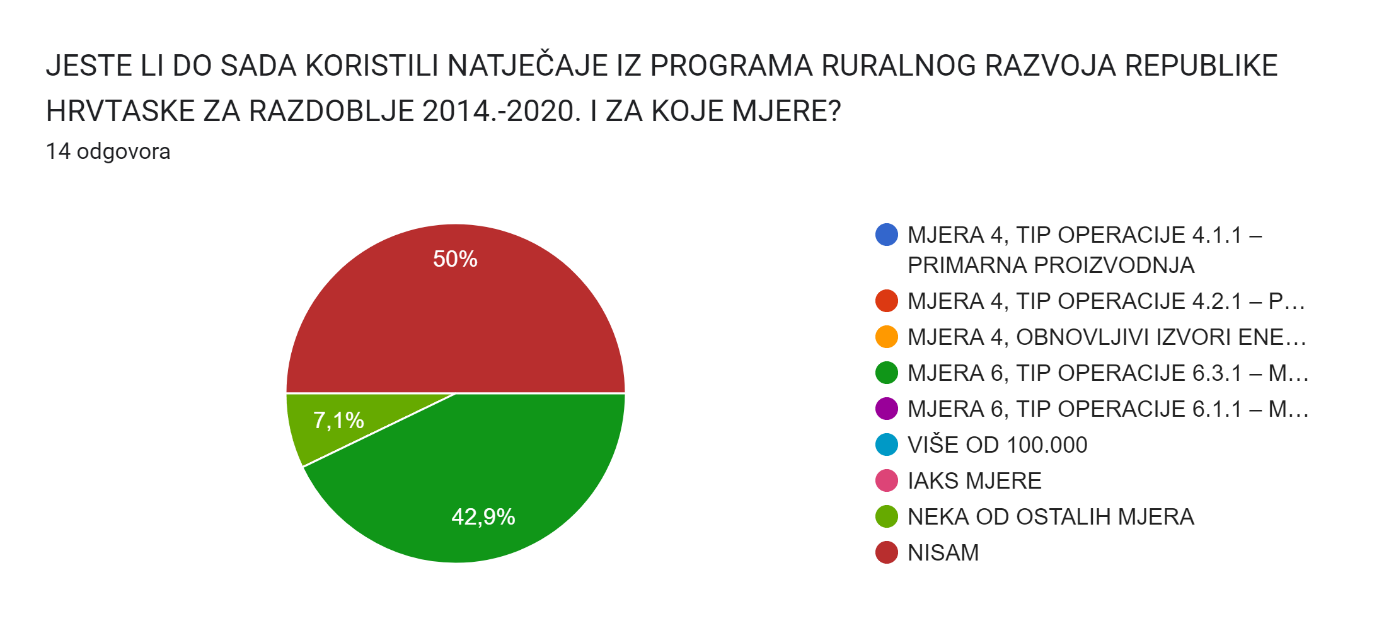 JESTE LI DO SADA KORISTILI NATJEČAJE IZ PROGRAMA RURALNOG RAZVOJA REPUBLIKE
HRVTASKE ZA RAZDOBLJE 2014.-2020. I ZA KOJE MJERE?
14 odgovora
50%
7,1%
42,9%
MJERA 4, TIP OPERACIJE 4.1.1 –
PRIMARNA PROIZVODNJA
MJERA 4, TIP OPERACIJE 4.2.1 – P…
MJERA 4, OBNOVLJIVI IZVORI ENE…
MJERA 6, TIP OPERACIJE 6.3.1 – M…
MJERA 6, TIP OPERACIJE 6.1.1 – M…
VIŠE OD 100.000
IAKS MJERE
NEKA OD OSTALIH MJERA
NISAM